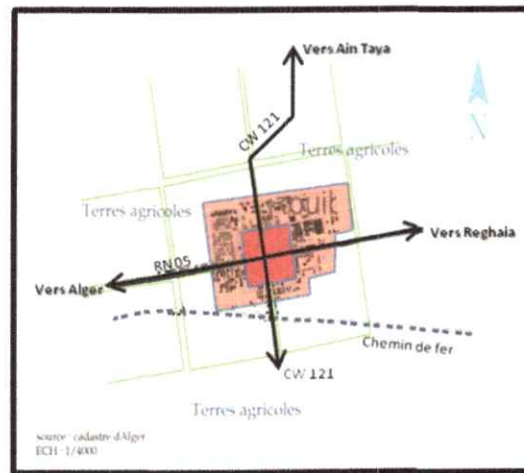 Vers Ain Taya
CW 121
Terres agricoles
Terres agricoles
Vers Reghaia
RN 05
Vers Alger
Chemin de fer
CW 121
Terres agricoles
source : cadastre d'Alger
ECH : 1/4000
N